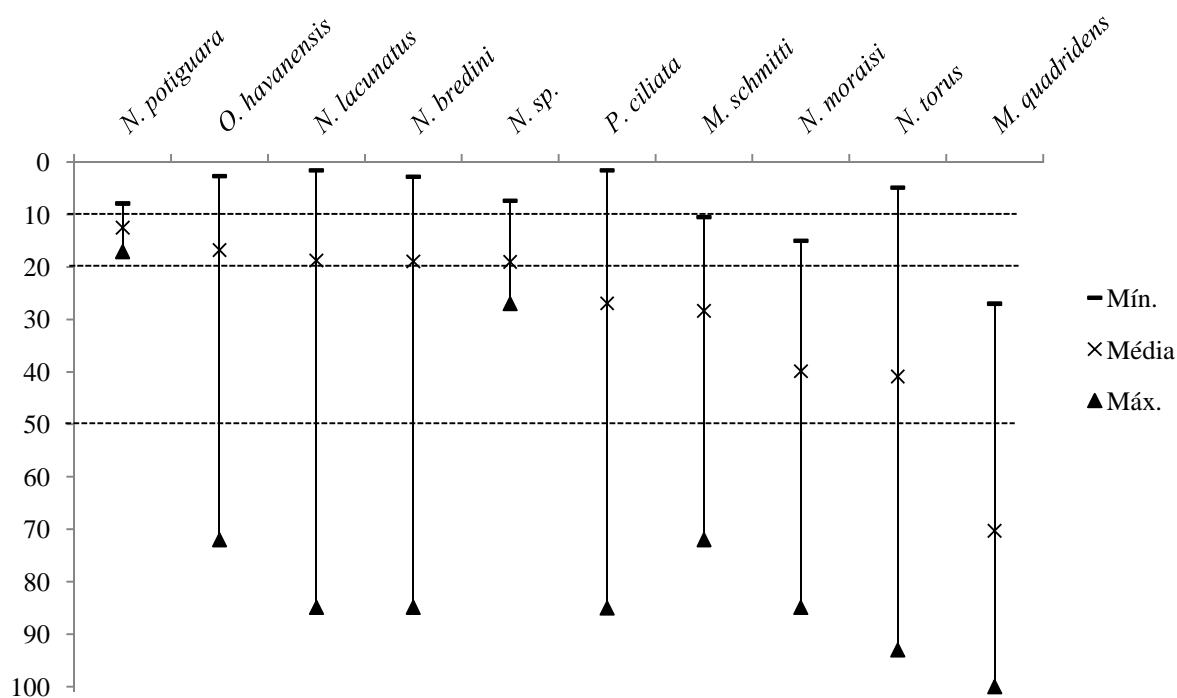 N. potiguara
O. havanensis
N. lacunatus
N. bredini
N. sp.
P. ciliata
M. schmitti
N. moraisi
N. torus
M. quadridens
0
10
20
30
40
50
60
70
80
90
100
Mín.
Média
Máx.